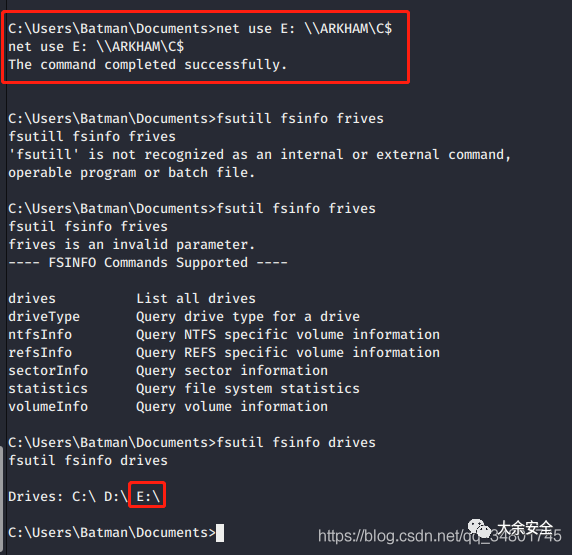 C:\Users\Batman\Documents>net use E: \\ARKHAM\C$
net use E: \\ARKHAM\C$
The command completed successfully.
C:\Users\Batman\Documents>fsutill fsinfo frives
fsutill fsinfo frives
'fsutill' is not recognized as an internal or external command,
operable program or batch file.
C:\Users\Batman\Documents>fsutil fsinfo frives
fsutil fsinfo frives
frives is an invalid parameter.
---- FSINFO Commands Supported ----
drives          List all drives
driveType       Query drive type for a drive
ntfsInfo        Query NTFS specific volume information
refsInfo        Query REFS specific volume information
sectorInfo      Query sector information
statistics      Query file system statistics
volumeInfo      Query volume information
C:\Users\Batman\Documents>fsutil fsinfo drives
fsutil fsinfo drives
Drives: C:\ D:\ E:\
大余安全
C:\Users\Batman\Documents>
https://blog.csdn.net/qq_34801745